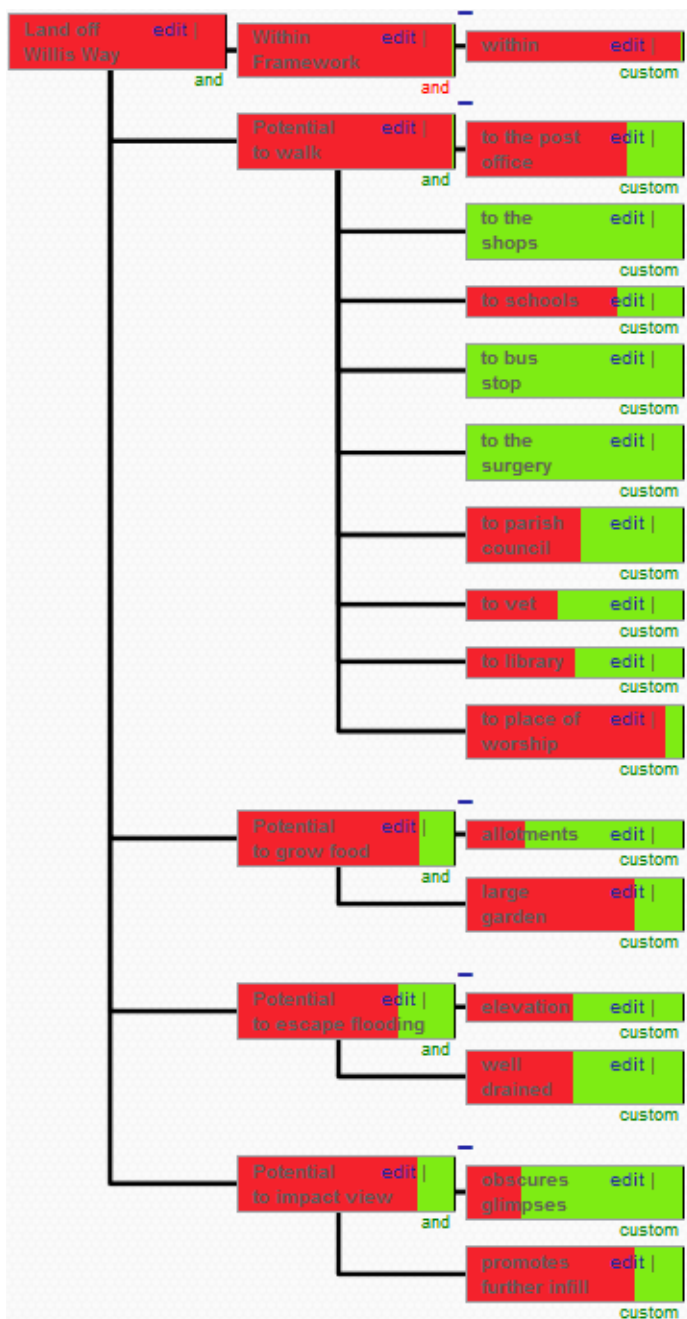 Land off edit |
Willis Way
and
Within edit |
Framework
and
within
custom
Potential edit |
to walk
and
to the post edit |
office
custom
to the edit |
shops
custom
to schools edit |
custom
to bus edit |
stop
custom
to the edit |
surgery
custom
to parish edit |
council
custom
to vet edit |
custom
to library edit |
custom
to place of edit |
worship
custom
Potential edit |
to grow food
and
allotments edit |
custom
large edit |
garden
custom
Potential edit |
to escape flooding
and
elevation edit |
custom
well edit |
drained
custom
Potential edit |
to impact view
and
obscures edit |
glimpses
custom
promotes edit |
further infill
custom